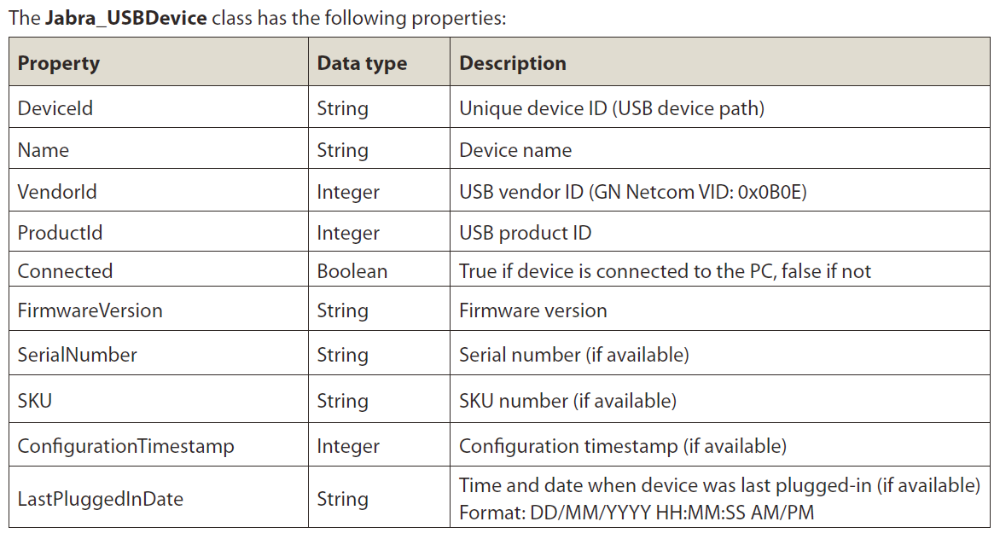 The Jabra_USBDevice class has the following properties:
Property Data type Description
DeviceId String Unique device ID (USB device path)
Name String Device name
VendorId Integer USB vendor ID (GN Netcom VID: 0x0B0E)
ProductId Integer USB product ID
Connected Boolean True if device is connected to the PC, false if not
FirmwareVersion String Firmware version
SerialNumber String Serial number (if available)
SKU String SKU number (if available)
ConfigurationTimestamp Integer Configuration timestamp (if available)
LastPluggedInDate String Time and date when device was last plugged-in (if available)
Format: DD/MM/YYYY HH:MM:SS AM/PM